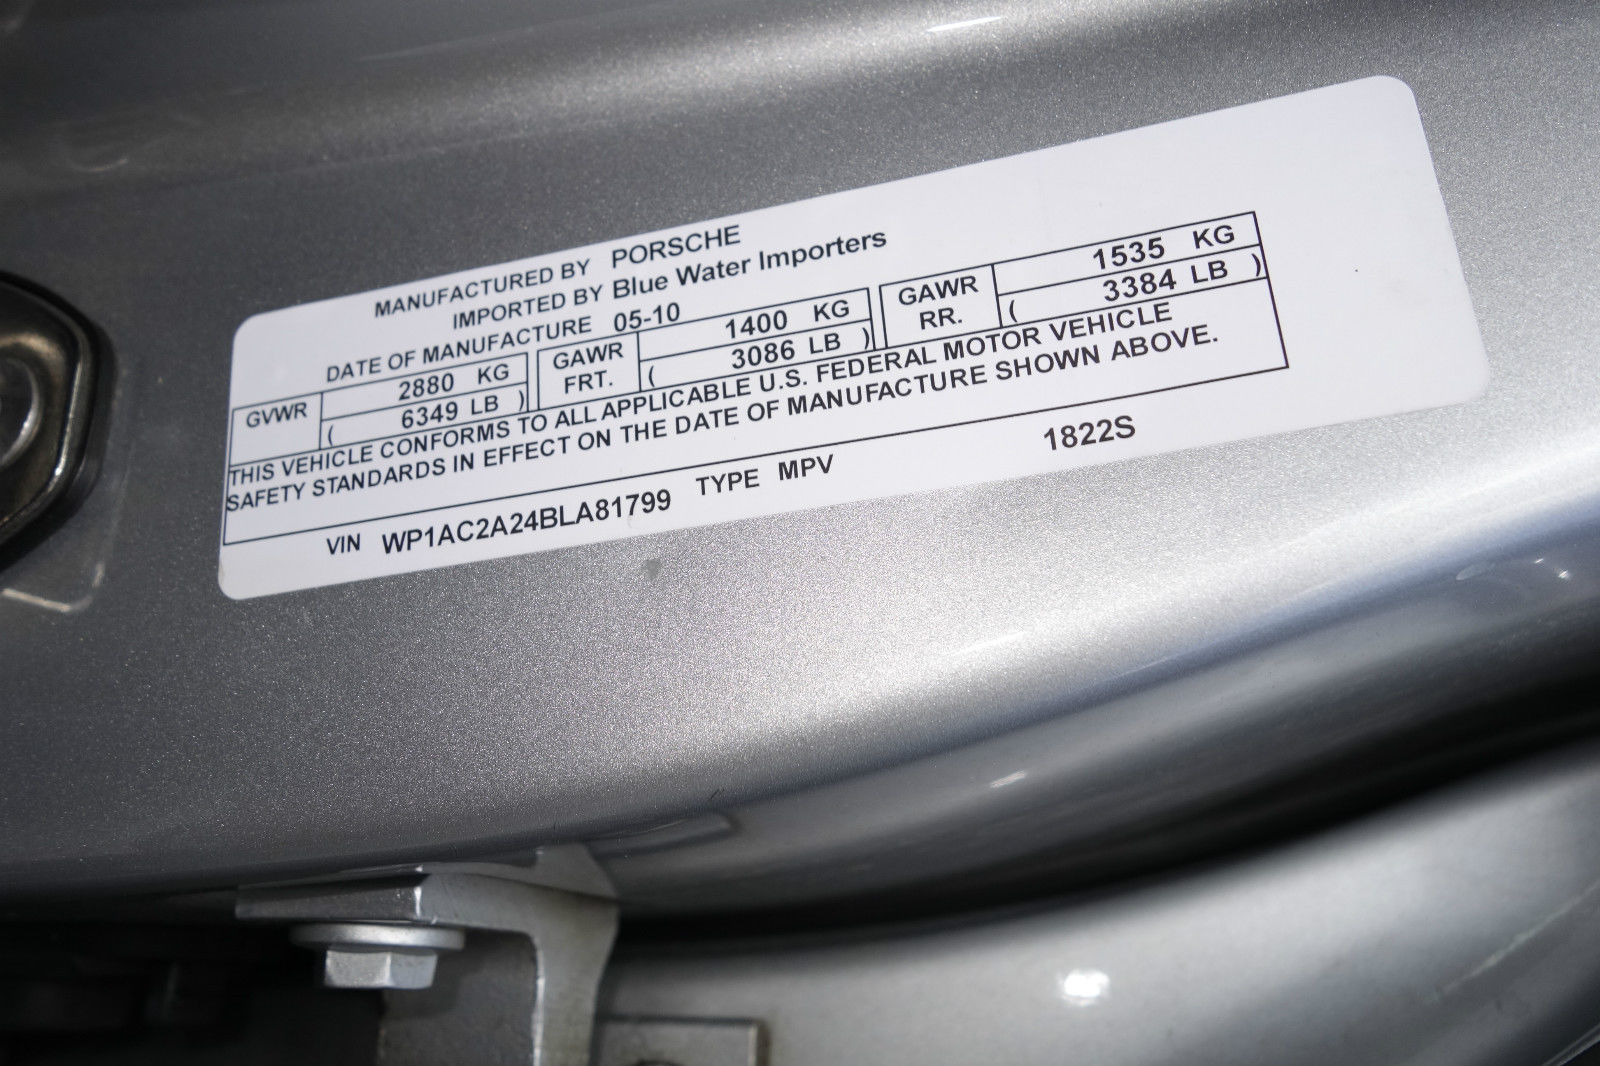 MANUFACTURED BY PORSCHE
IMPORTED BY Blue Water Importers
DATE OF MANUFACTURE 05-10
GVWR 2880 KG ( 6349 LB )
GAWR FRT. 1400 KG ( 3086 LB )
GAWR RR. 1535 KG ( 3384 LB )
THIS VEHICLE CONFORMS TO ALL APPLICABLE U.S. FEDERAL MOTOR VEHICLE
SAFETY STANDARDS IN EFFECT ON THE DATE OF MANUFACTURE SHOWN ABOVE.
VIN WP1AC2A24BLA81799 TYPE MPV 1822S